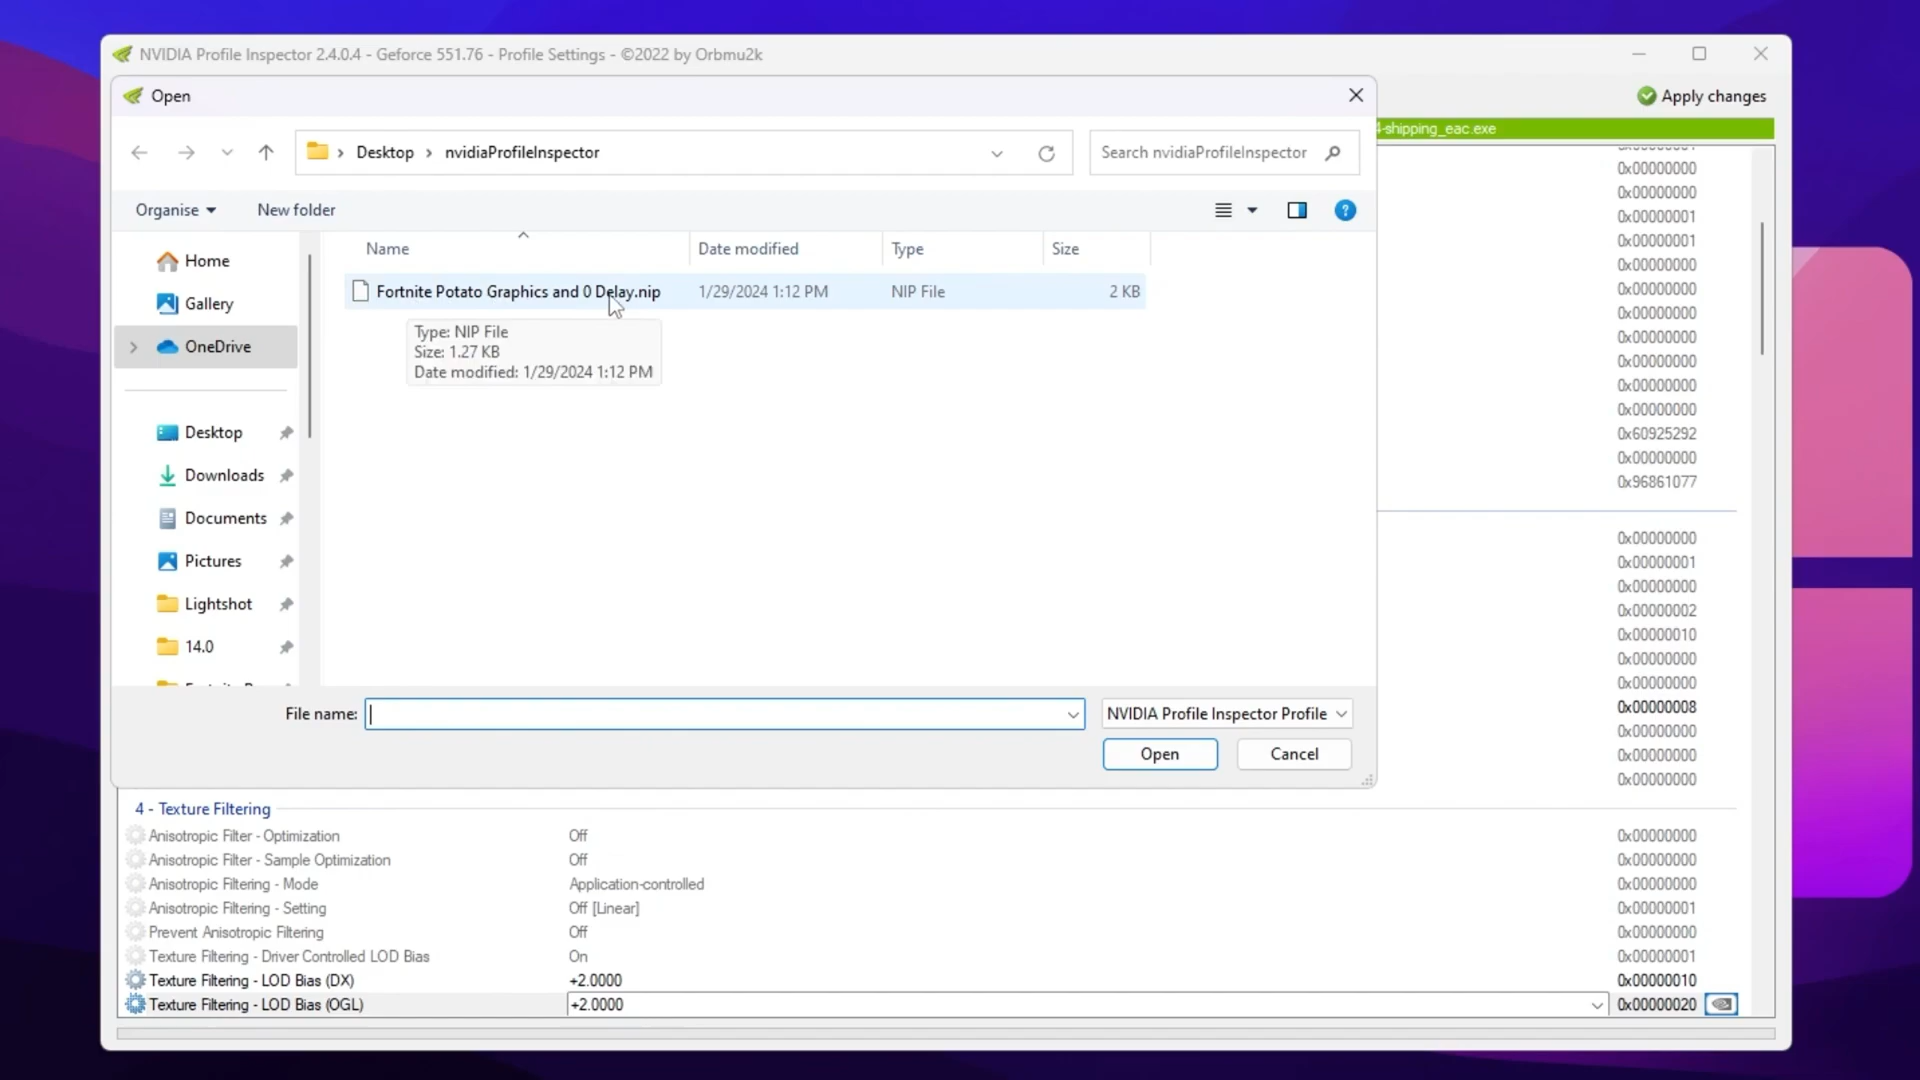 NVIDIA Profile Inspector 2.4.0.4 - Geforce 551.76 - Profile Settings - ©2022 by Orbmu2k
Open
Apply changes
4-shipping_eac.exe
Desktop
nvidiaProfileInspector
Search nvidiaProfileInspector
Organise
New folder
Name
Date modified
Type
Size
Home
Gallery
OneDrive
Desktop
Downloads
Documents
Pictures
Lightshot
14.0
Fortnite Potato Graphics and 0 Delay.nip 1/29/2024 1:12 PM NIP File 2 KB
Type: NIP File
Size: 1.27 KB
Date modified: 1/29/2024 1:12 PM
0x00000000
0x00000000
0x00000001
0x00000001
0x00000000
0x00000000
0x00000000
0x00000000
0x00000000
0x00000000
0x00000000
0x60925292
0x00000000
0x96861077
0x00000000
0x00000001
0x00000000
0x00000002
0x00000010
0x00000000
0x00000000
0x00000008
0x00000000
0x00000000
0x00000000
File name:
NVIDIA Profile Inspector Profile
Open
Cancel
4 - Texture Filtering
Anisotropic Filter - Optimization Off 0x00000000
Anisotropic Filter - Sample Optimization Off 0x00000000
Anisotropic Filtering - Mode Application-controlled 0x00000000
Anisotropic Filtering - Setting Off [Linear] 0x00000001
Prevent Anisotropic Filtering Off 0x00000000
Texture Filtering - Driver Controlled LOD Bias On 0x00000001
Texture Filtering - LOD Bias (DX) +2.0000 0x00000010
Texture Filtering - LOD Bias (OGL) +2.0000 0x00000020